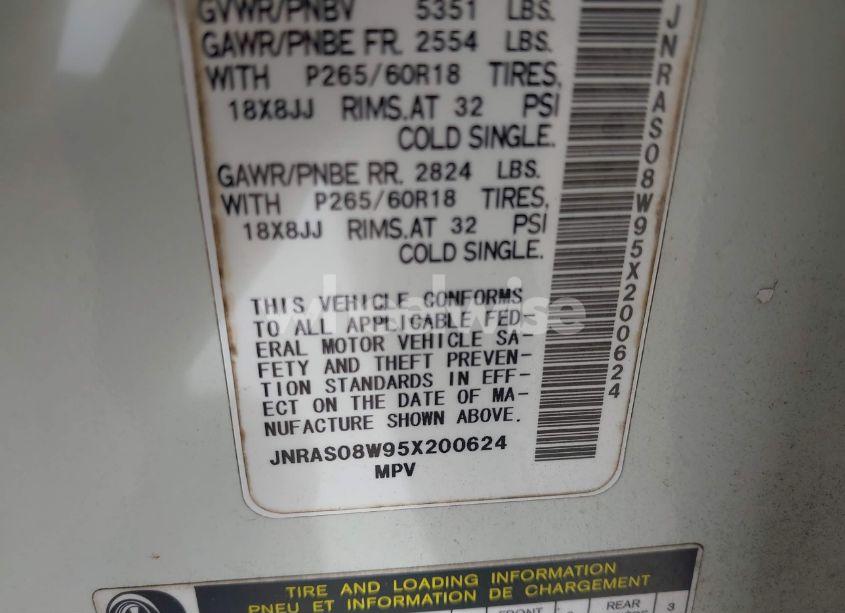 GVWR/PNBV 5351 LBS.
GAWR/PNBE FR. 2554 LBS.
WITH P265/60R18 TIRES,
18X8JJ RIMS.AT 32 PSI
COLD SINGLE.
GAWR/PNBE RR. 2824 LBS.
WITH P265/60R18 TIRES,
18X8JJ RIMS.AT 32 PSI
COLD SINGLE.
THIS VEHICLE CONFORMS
TO ALL APPLICABLE FED-
ERAL MOTOR VEHICLE SA-
FETY AND THEFT PREVEN-
TION STANDARDS IN EFF-
ECT ON THE DATE OF MA-
NUFACTURE SHOWN ABOVE.
JNRAS08W95X200624
MPV
JNRAS08W95X200624
TIRE AND LOADING INFORMATION
PNEU ET INFORMATION DE CHARGEMENT
FRONT
REAR
3